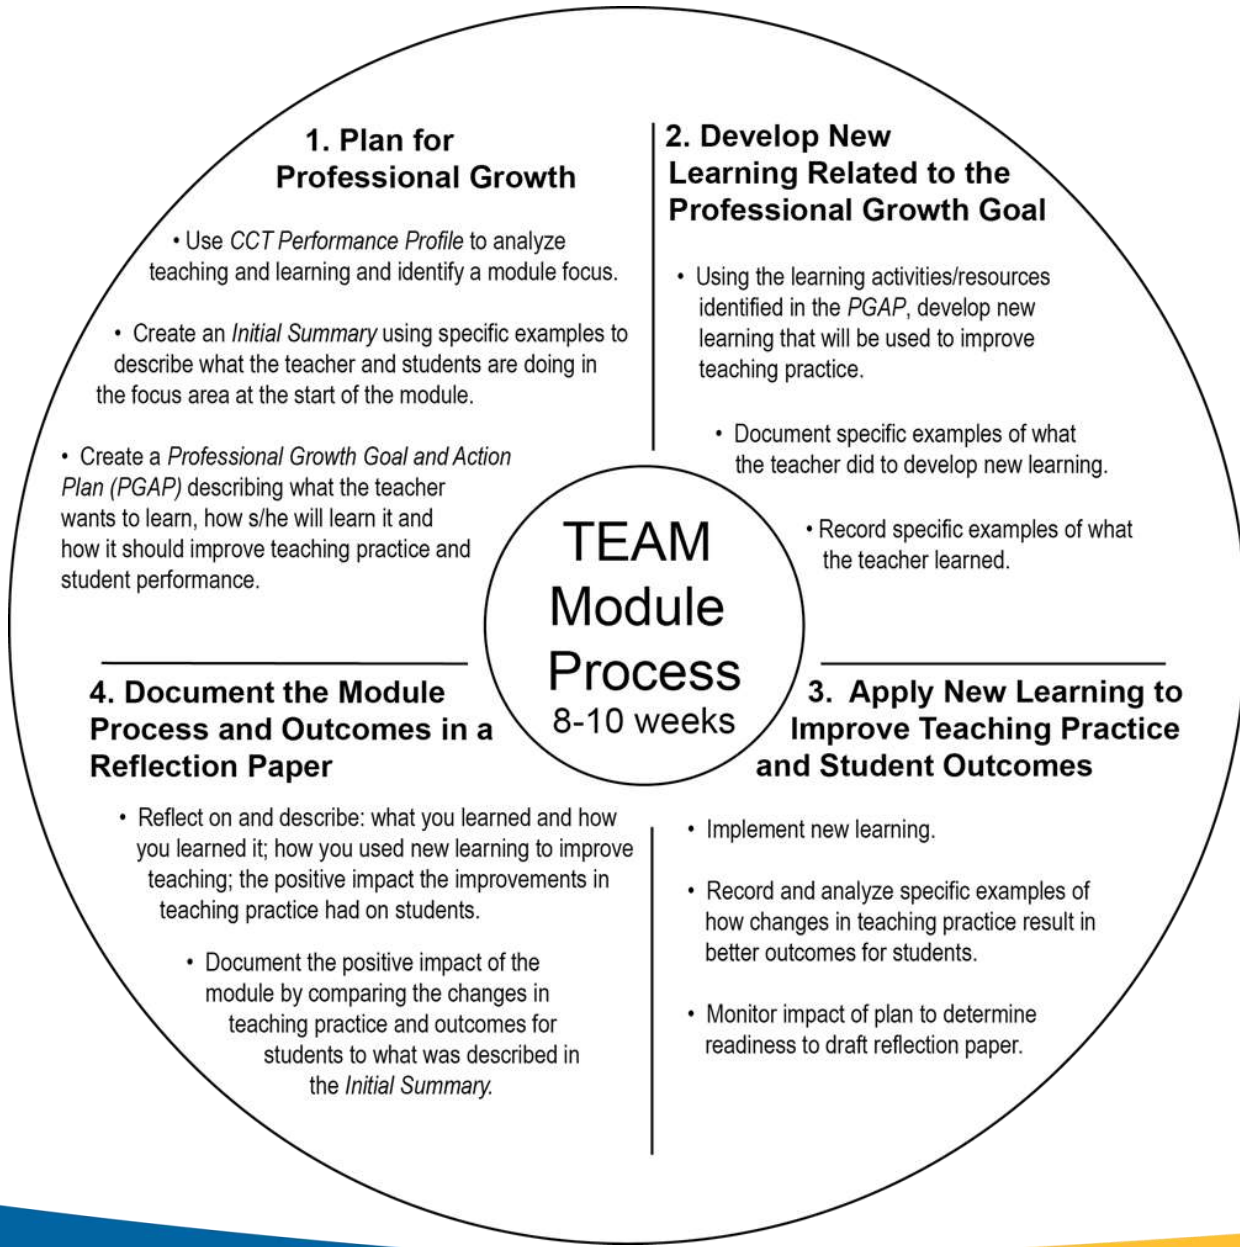 1. Plan for
Professional Growth
• Use CCT Performance Profile to analyze
teaching and learning and identify a module focus.
• Create an Initial Summary using specific examples to
describe what the teacher and students are doing in
the focus area at the start of the module.
• Create a Professional Growth Goal and Action
Plan (PGAP) describing what the teacher
wants to learn, how s/he will learn it and
how it should improve teaching practice and
student performance.
2. Develop New
Learning Related to the
Professional Growth Goal
• Using the learning activities/resources
identified in the PGAP, develop new
learning that will be used to improve
teaching practice.
• Document specific examples of what
the teacher did to develop new learning.
• Record specific examples of what
the teacher learned.
TEAM
Module
Process
8-10 weeks
3. Apply New Learning to
Improve Teaching Practice
and Student Outcomes
• Implement new learning.
• Record and analyze specific examples of
how changes in teaching practice result in
better outcomes for students.
• Monitor impact of plan to determine
readiness to draft reflection paper.
4. Document the Module
Process and Outcomes in a
Reflection Paper
• Reflect on and describe: what you learned and how
you learned it; how you used new learning to improve
teaching; the positive impact the improvements in
teaching practice had on students.
• Document the positive impact of the
module by comparing the changes in
teaching practice and outcomes for
students to what was described in
the Initial Summary.